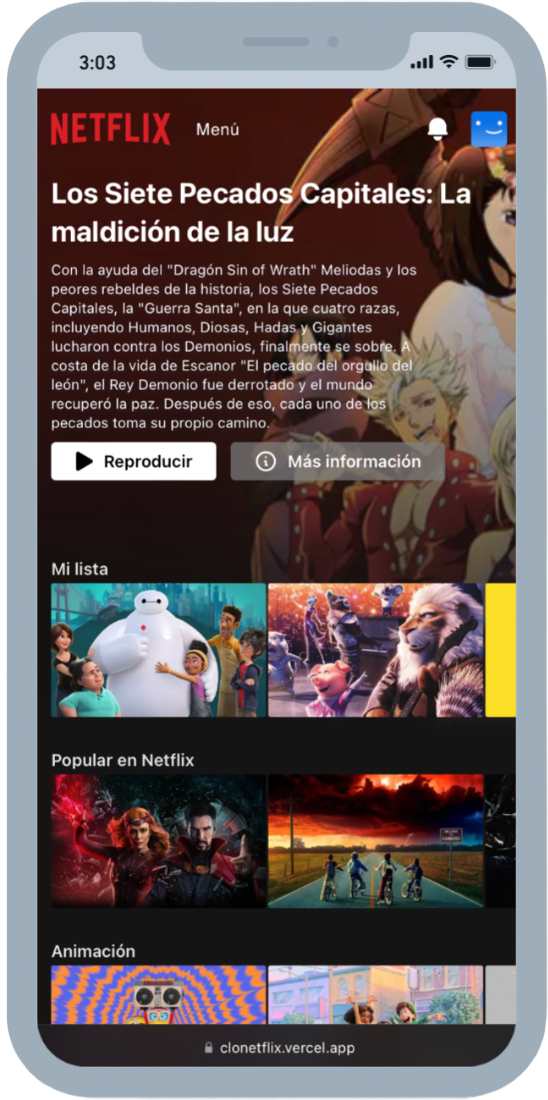 3:03
NETFLIX Menú
Los Siete Pecados Capitales: La
maldición de la luz
Con la ayuda del "Dragón Sin of Wrath" Meliodas y los
peores rebeldes de la historia, los Siete Pecados
Capitales, la "Guerra Santa", en la que cuatro razas,
incluyendo Humanos, Diosas, Hadas y Gigantes
lucharon contra los Demonios, finalmente se sobre. A
costa de la vida de Escanor "El pecado del orgullo del
león", el Rey Demonio fue derrotado y el mundo
recuperó la paz. Después de eso, cada uno de los
pecados toma su propio camino.
Reproducir Más información
Mi lista
Popular en Netflix
Animación
clonetflix.vercel.app